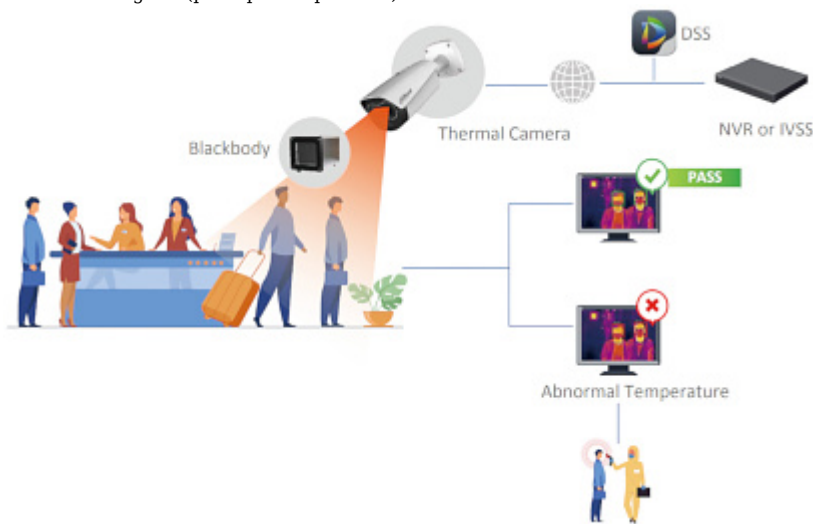 DSS
Thermal Camera
NVR or IVSS
Blackbody
PASS
Abnormal Temperature